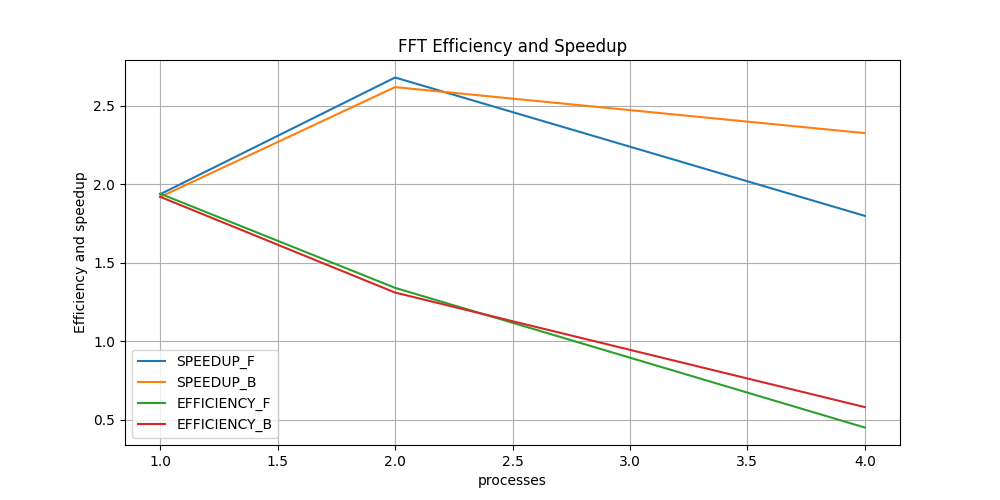 FFT Efficiency and Speedup
Efficiency and speedup
2.5
2.0
1.5
1.0
0.5
SPEEDUP_F
SPEEDUP_B
EFFICIENCY_F
EFFICIENCY_B
1.0 1.5 2.0 2.5 3.0 3.5 4.0
processes